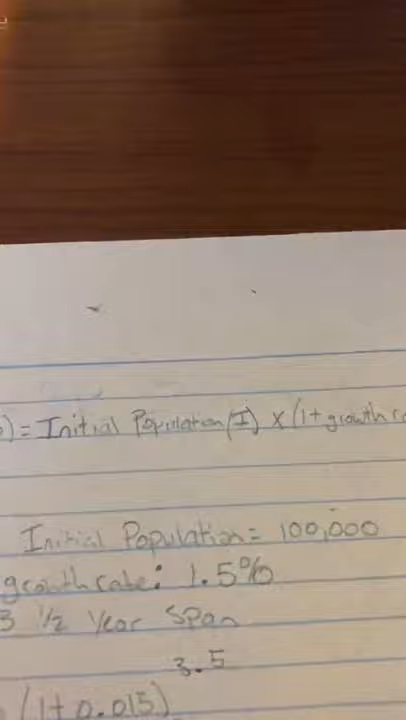 ) = Initial Population (I) x (1 + growth
Initial Population = 100,000
growth rate: 1.5%
3 1/2 Year Span
3.5
(1 + 0.015)